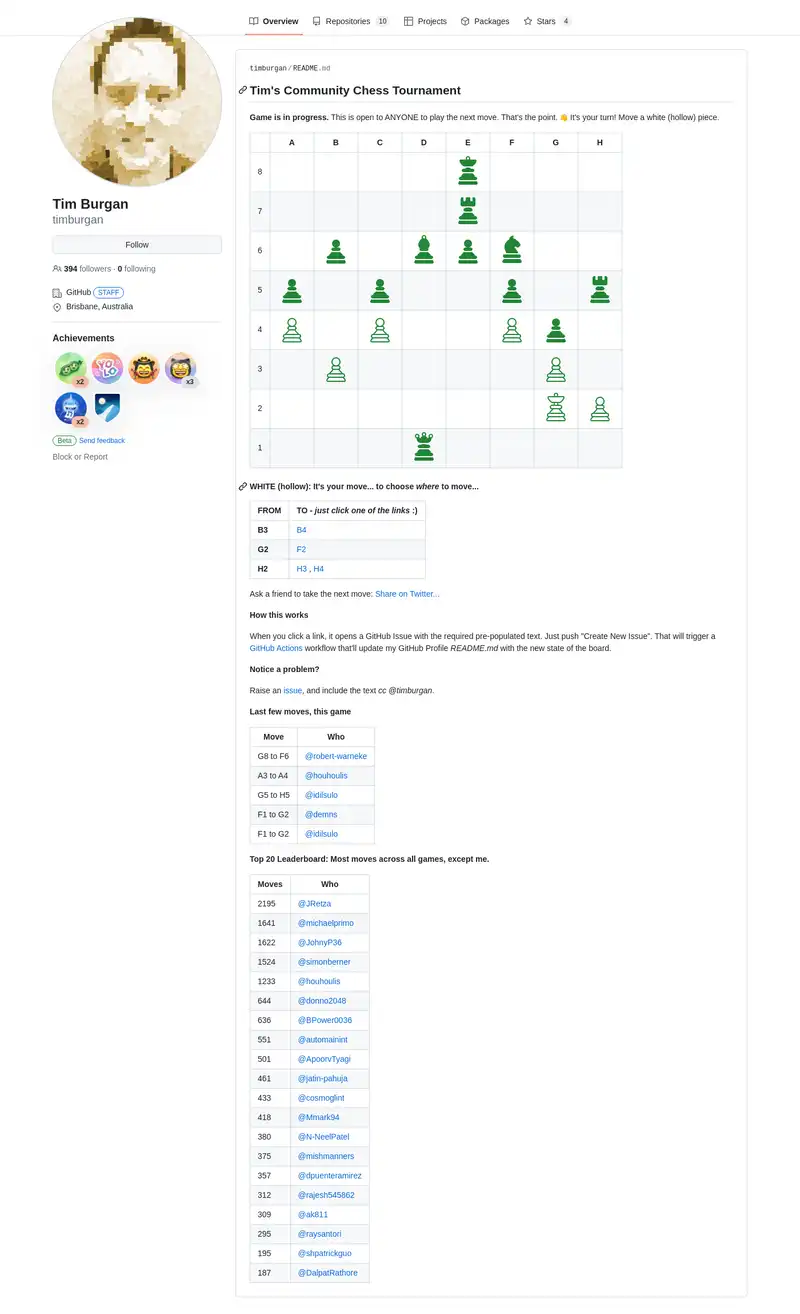 Overview Repositories 10 Projects Packages Stars 4
Tim Burgan
timburgan
Follow
394 followers · 0 following
GitHub STAFF
Brisbane, Australia
Achievements
x2
YOLO
x3
x2
Beta Send feedback
Block or Report
timburgan/README.md
Tim's Community Chess Tournament
Game is in progress. This is open to ANYONE to play the next move. That's the point. 👋 It's your turn! Move a white (hollow) piece.
A B C D E F G H
8
7
6
5
4
3
2
1
WHITE (hollow): It's your move... to choose where to move...
FROM TO - just click one of the links :)
B3 B4
G2 F2
H2 H3 , H4
Ask a friend to take the next move: Share on Twitter...
How this works
When you click a link, it opens a GitHub Issue with the required pre-populated text. Just push "Create New Issue". That will trigger a
GitHub Actions workflow that'll update my GitHub Profile README.md with the new state of the board.
Notice a problem?
Raise an issue, and include the text cc @timburgan.
Last few moves, this game
Move Who
G8 to F6 @robert-warneke
A3 to A4 @houhoulis
G5 to H5 @idilsulo
F1 to G2 @demns
F1 to G2 @idilsulo
Top 20 Leaderboard: Most moves across all games, except me.
Moves Who
2195 @JRetza
1641 @michaelprimo
1622 @JohnyP36
1524 @simonberner
1233 @houhoulis
644 @donno2048
636 @BPower0036
551 @automainint
501 @ApoorvTyagi
461 @jatin-pahuja
433 @cosmoglint
418 @Mmark94
380 @N-NeelPatel
375 @mishmanners
357 @dpuenteramirez
312 @rajesh545862
309 @ak811
295 @raysantori
195 @shpatrickguo
187 @DalpatRathore